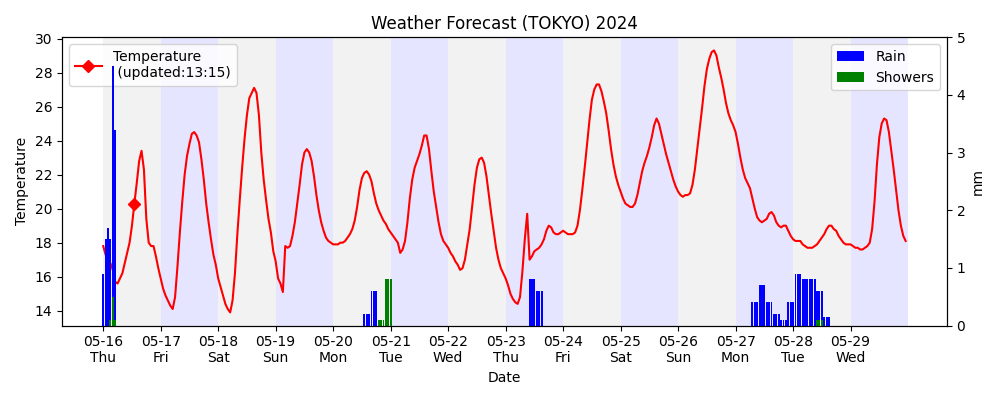 Weather Forecast (TOKYO) 2024
Temperature
(updated:13:15)
Rain
Showers
30
28
26
24
22
20
18
16
14
Temperature
5
4
3
2
1
0
mm
05-16 05-17 05-18 05-19 05-20 05-21 05-22 05-23 05-24 05-25 05-26 05-27 05-28 05-29
Thu Fri Sat Sun Mon Tue Wed Thu Fri Sat Sun Mon Tue Wed
Date